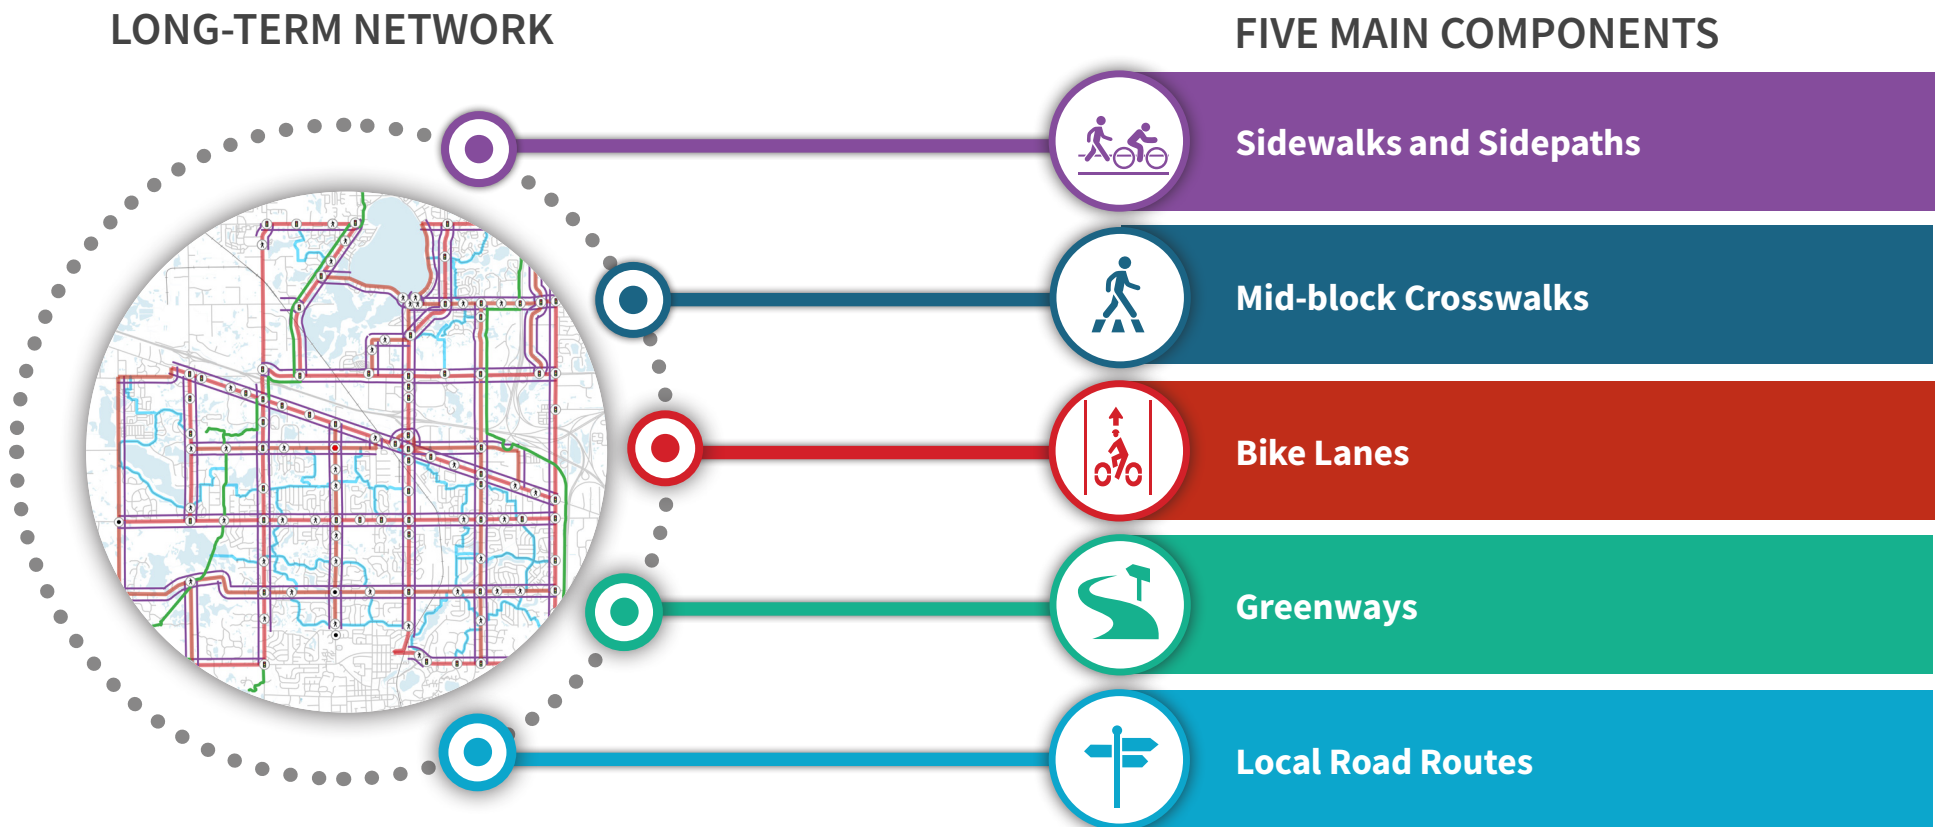 LONG-TERM NETWORK
FIVE MAIN COMPONENTS
Sidewalks and Sidepaths
Mid-block Crosswalks
Bike Lanes
Greenways
Local Road Routes